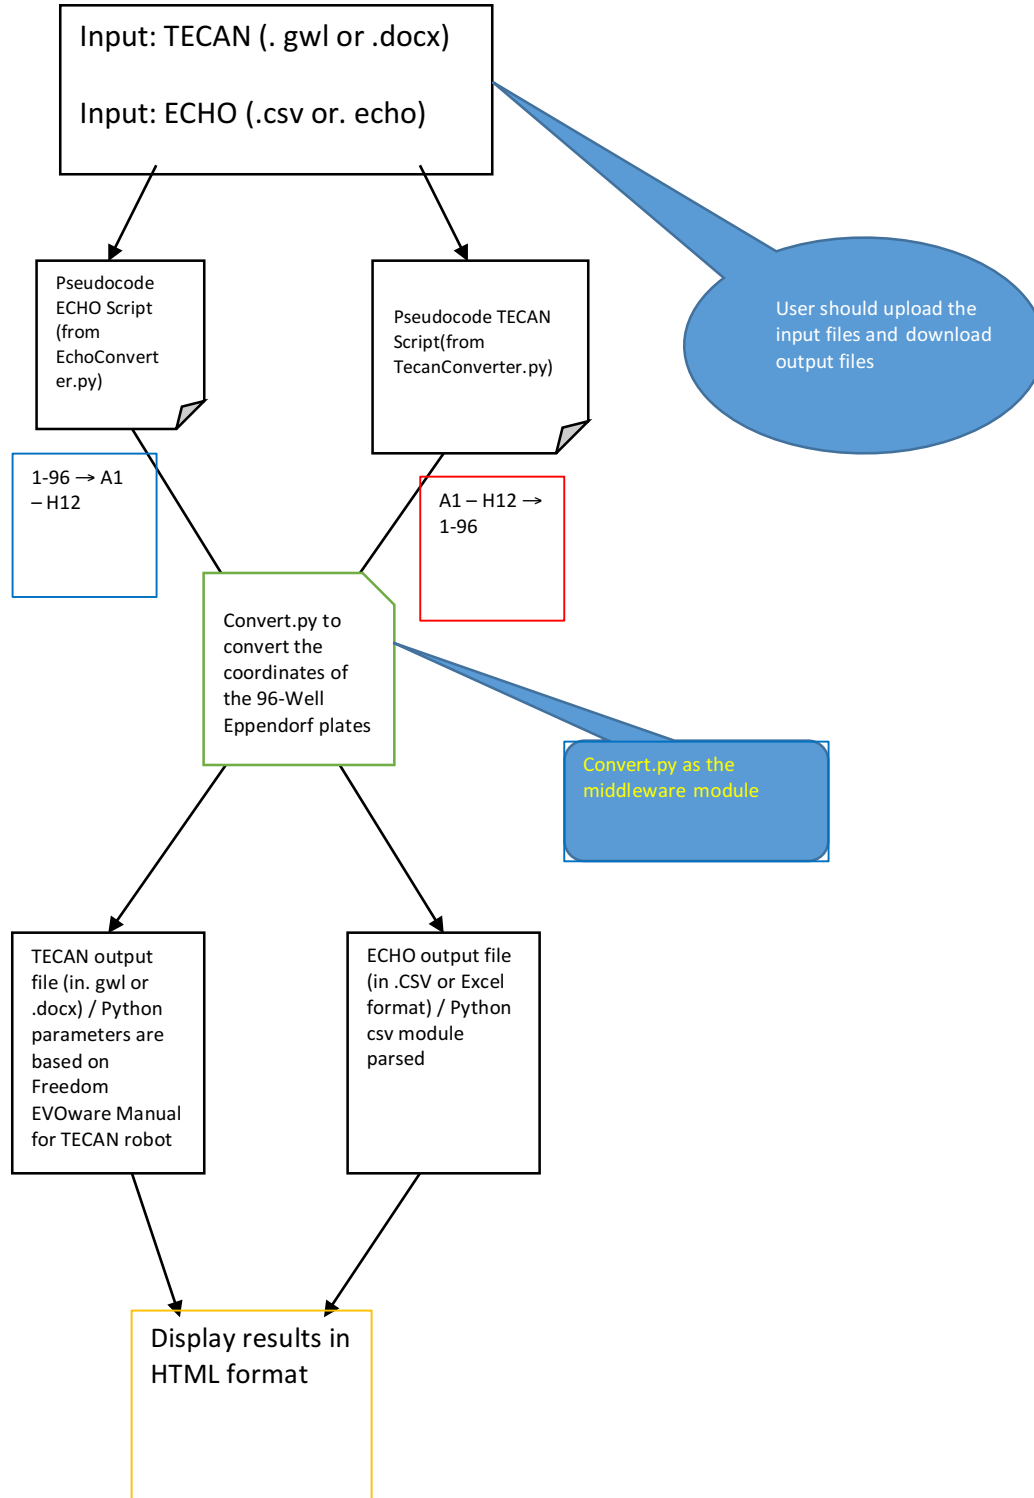 Input: TECAN (. gwl or .docx)
Input: ECHO (.csv or. echo)
User should upload the
input files and download
output files
Pseudocode
ECHO Script
(from
EchoConvert
er.py)
Pseudocode TECAN
Script(from
TecanConverter.py)
1-96 → A1
– H12
A1 – H12 →
1-96
Convert.py to
convert the
coordinates of
the 96-Well
Eppendorf plates
Convert.py as the
middleware module
TECAN output
file (in. gwl or
.docx) / Python
parameters are
based on
Freedom
EVOware Manual
for TECAN robot
ECHO output file
(in .CSV or Excel
format) / Python
csv module
parsed
Display results in
HTML format